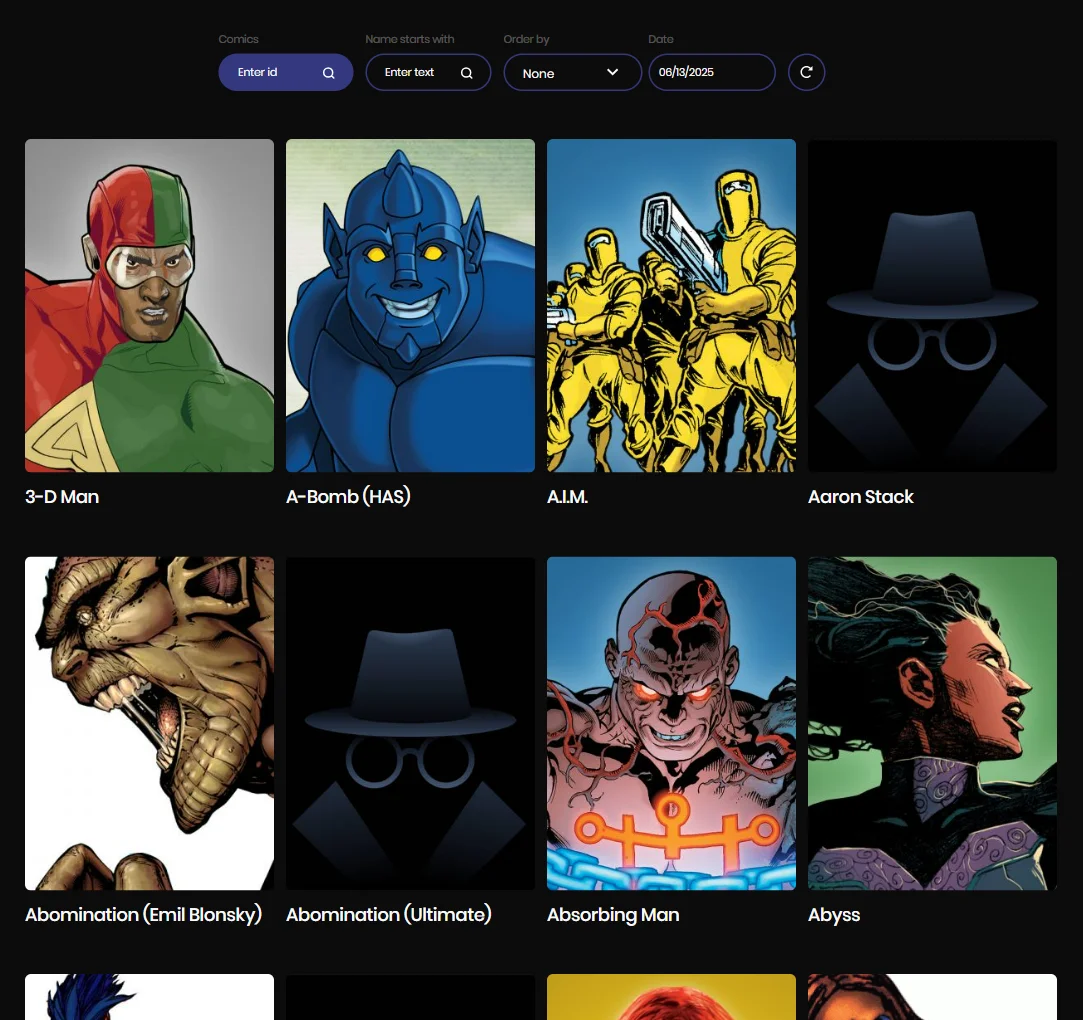 Comics Name starts with Order by Date
Enter id Enter text None 06/13/2025
3-D Man A-Bomb (HAS) A.I.M. Aaron Stack
Abomination (Emil Blonsky) Abomination (Ultimate) Absorbing Man Abyss